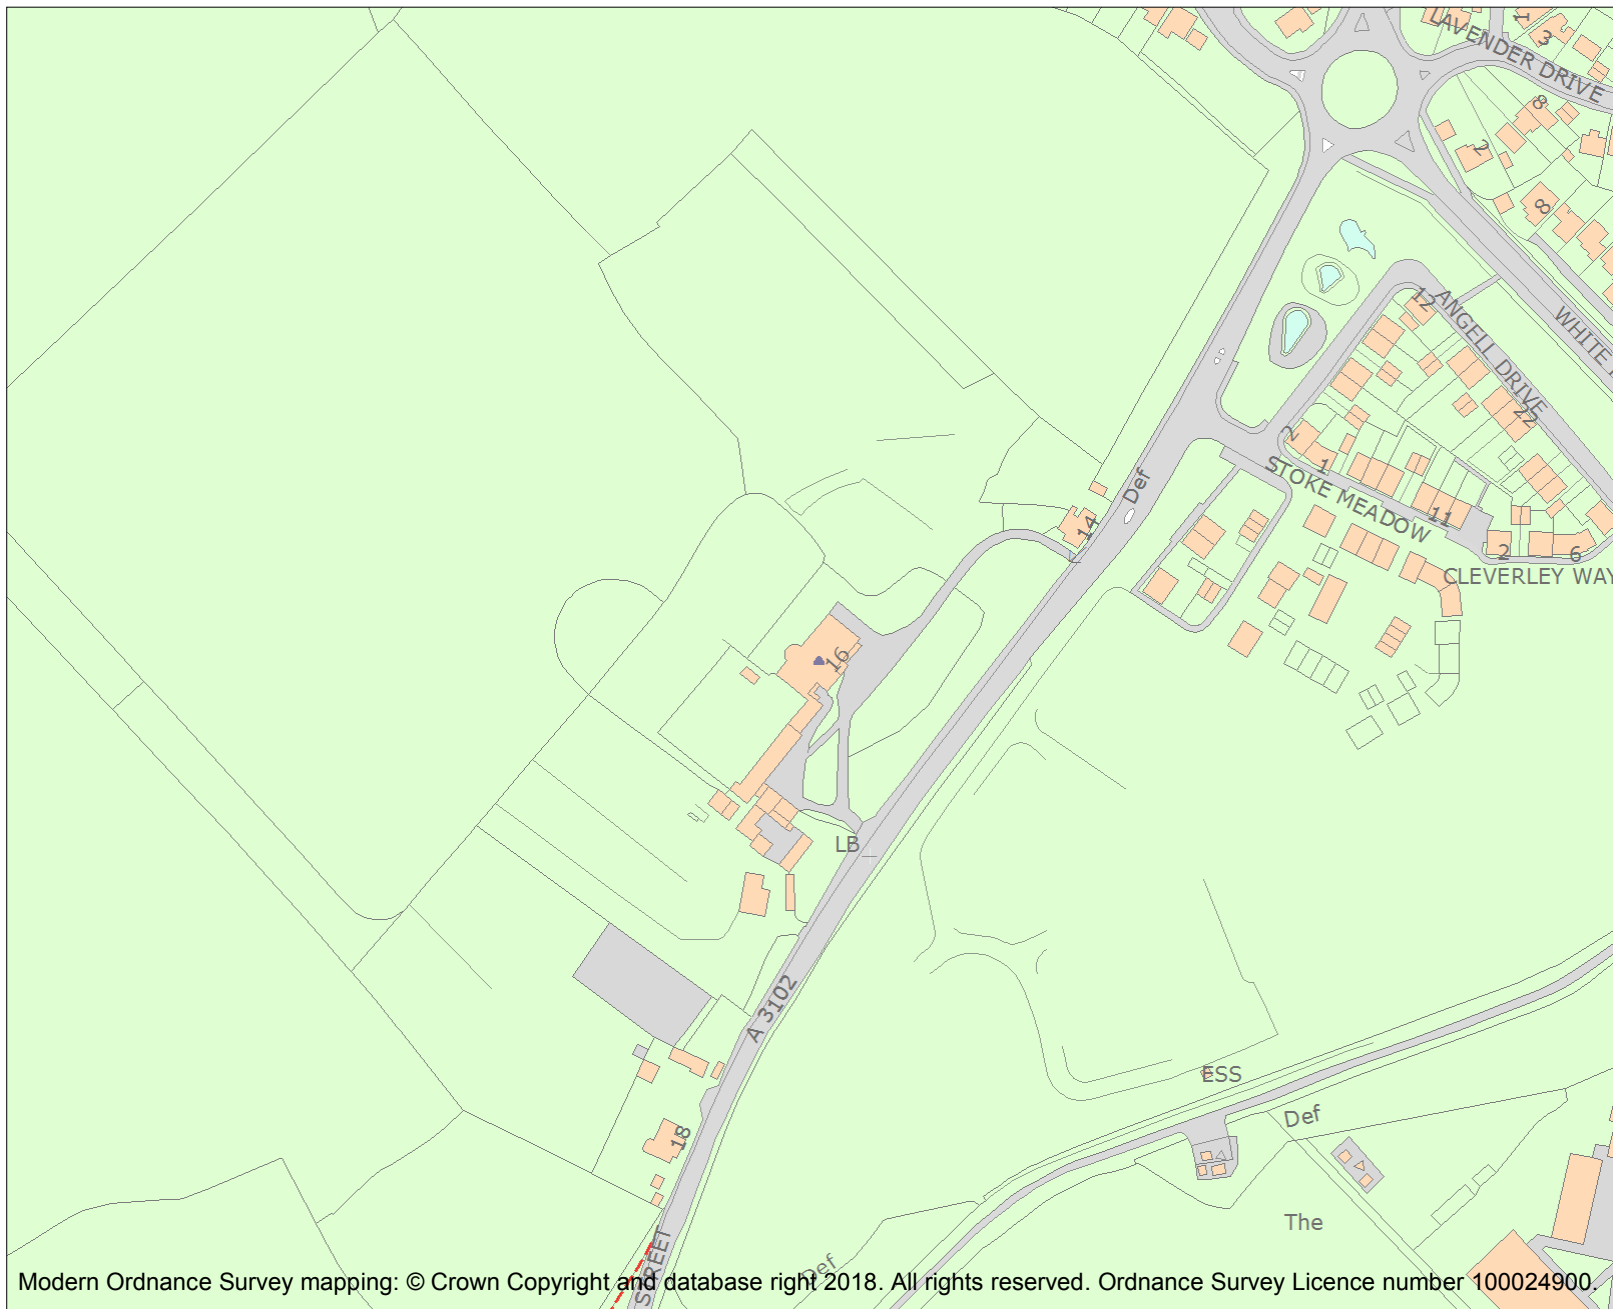 LAVENDER DRIVE
1
3
8
2
8
12
ANGELL DRIVE
WHITE
22
2
1
STOKE MEADOW
11
2
6
CLEVERLEY WAY
Def
14
16
LB
A 3102
ESS
Def
18
The
STREET
Def
Modern Ordnance Survey mapping: © Crown Copyright and database right 2018. All rights reserved. Ordnance Survey Licence number 100024900.